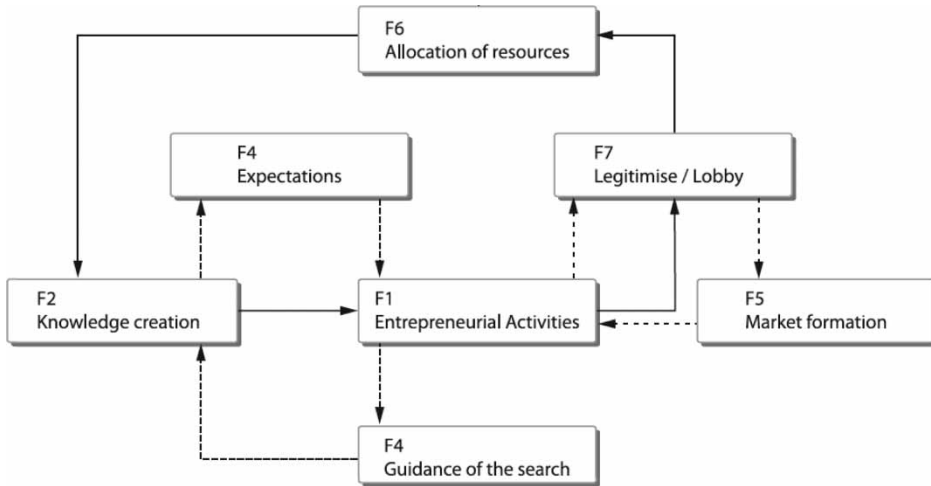 F6
Allocation of resources
F4
Expectations
F7
Legitimise / Lobby
F2
Knowledge creation
F1
Entrepreneurial Activities
F5
Market formation
F4
Guidance of the search